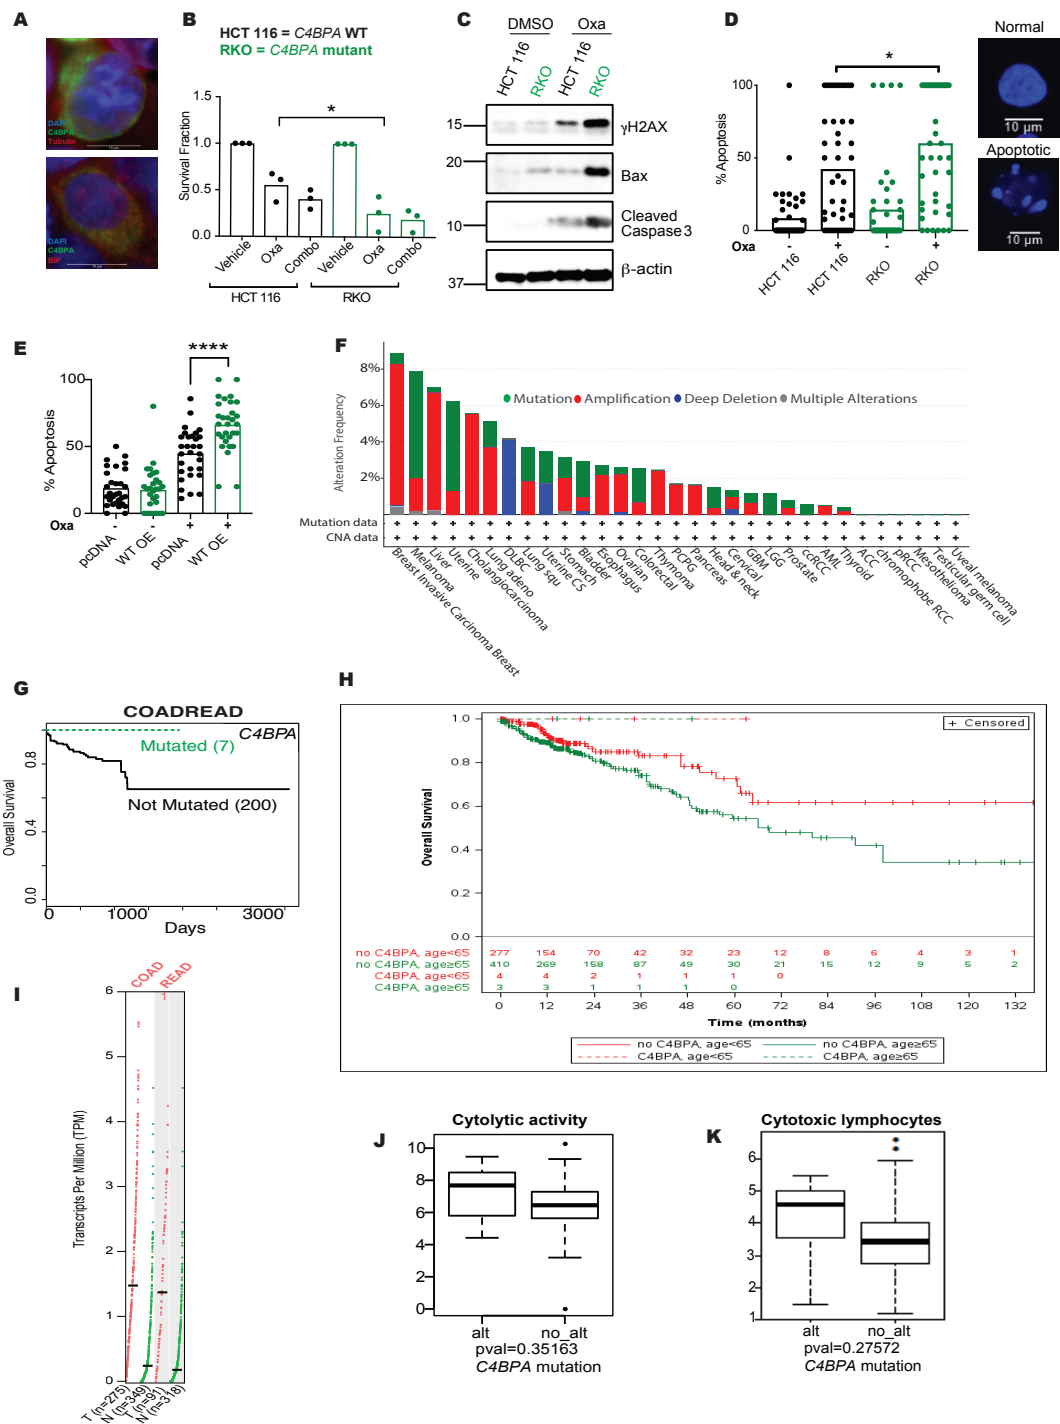 A
DAPI
C4BPA
Tubulin
DAPI
C4BPA
BIP
B
HCT 116 = C4BPA WT
RKO = C4BPA mutant
Survival Fraction
1.5
1.0
0.5
0.0
*
Vehicle
Oxa
Combo
Vehicle
Oxa
Combo
HCT 116
RKO
C
DMSO
Oxa
HCT 116
RKO
HCT 116
RKO
15
γH2AX
20
Bax
10
Cleaved
Caspase 3
37
β-actin
D
% Apoptosis
100
50
0
*
Oxa
- + - +
HCT 116
HCT 116
RKO
RKO
Normal
10 μm
Apoptotic
10 μm
E
% Apoptosis
100
50
0
****
Oxa
- - + +
pcDNA
WT OE
pcDNA
WT OE
F
Alteration Frequency
8%
6%
4%
2%
Mutation
Amplification
Deep Deletion
Multiple Alterations
Mutation data
CNA data
Breast Invasive Carcinoma Breast
Melanoma
Liver
Uterine
Cholangiocarcinoma
Lung adeno
DLBC
Lung squ
Uterine CS
Stomach
Bladder
Esophagus
Ovarian
Colorectal
Thymoma
PCPG
Pancreas
Head & neck
Cervical
GBM
LGG
Prostate
ccRCC
AML
Thyroid
ACC
chromophobe RCC
pRCC
Mesothelioma
Testicular germ cell
Uveal melanoma
G
COADREAD
C4BPA
Mutated (7)
Not Mutated (200)
Overall Survival
0.8
0.4
0.0
0 1000 3000
Days
H
+ Censored
Overall Survival
1.0
0.8
0.6
0.4
0.2
0.0
no C4BPA, age<65 277 154 70 42 32 23 12 8 6 4 3 1
no C4BPA, age≥65 410 269 158 87 49 30 21 15 12 9 5 2
C4BPA, age<65 4 4 2 1 1 1 0
C4BPA, age≥65 3 3 1 1 1 0
0 12 24 36 48 60 72 84 96 108 120 132
Time (months)
no C4BPA, age<65 no C4BPA, age≥65
C4BPA, age<65 C4BPA, age≥65
I
COAD
READ
Transcripts Per Million (TPM)
6
5
4
3
2
1
0
T (n=275)
N (n=349)
T (n=91)
N (n=318)
J
Cytolytic activity
10
8
6
4
2
0
alt no_alt
pval=0.35163
C4BPA mutation
K
Cytotoxic lymphocytes
6
5
4
3
2
1
alt no_alt
pval=0.27572
C4BPA mutation